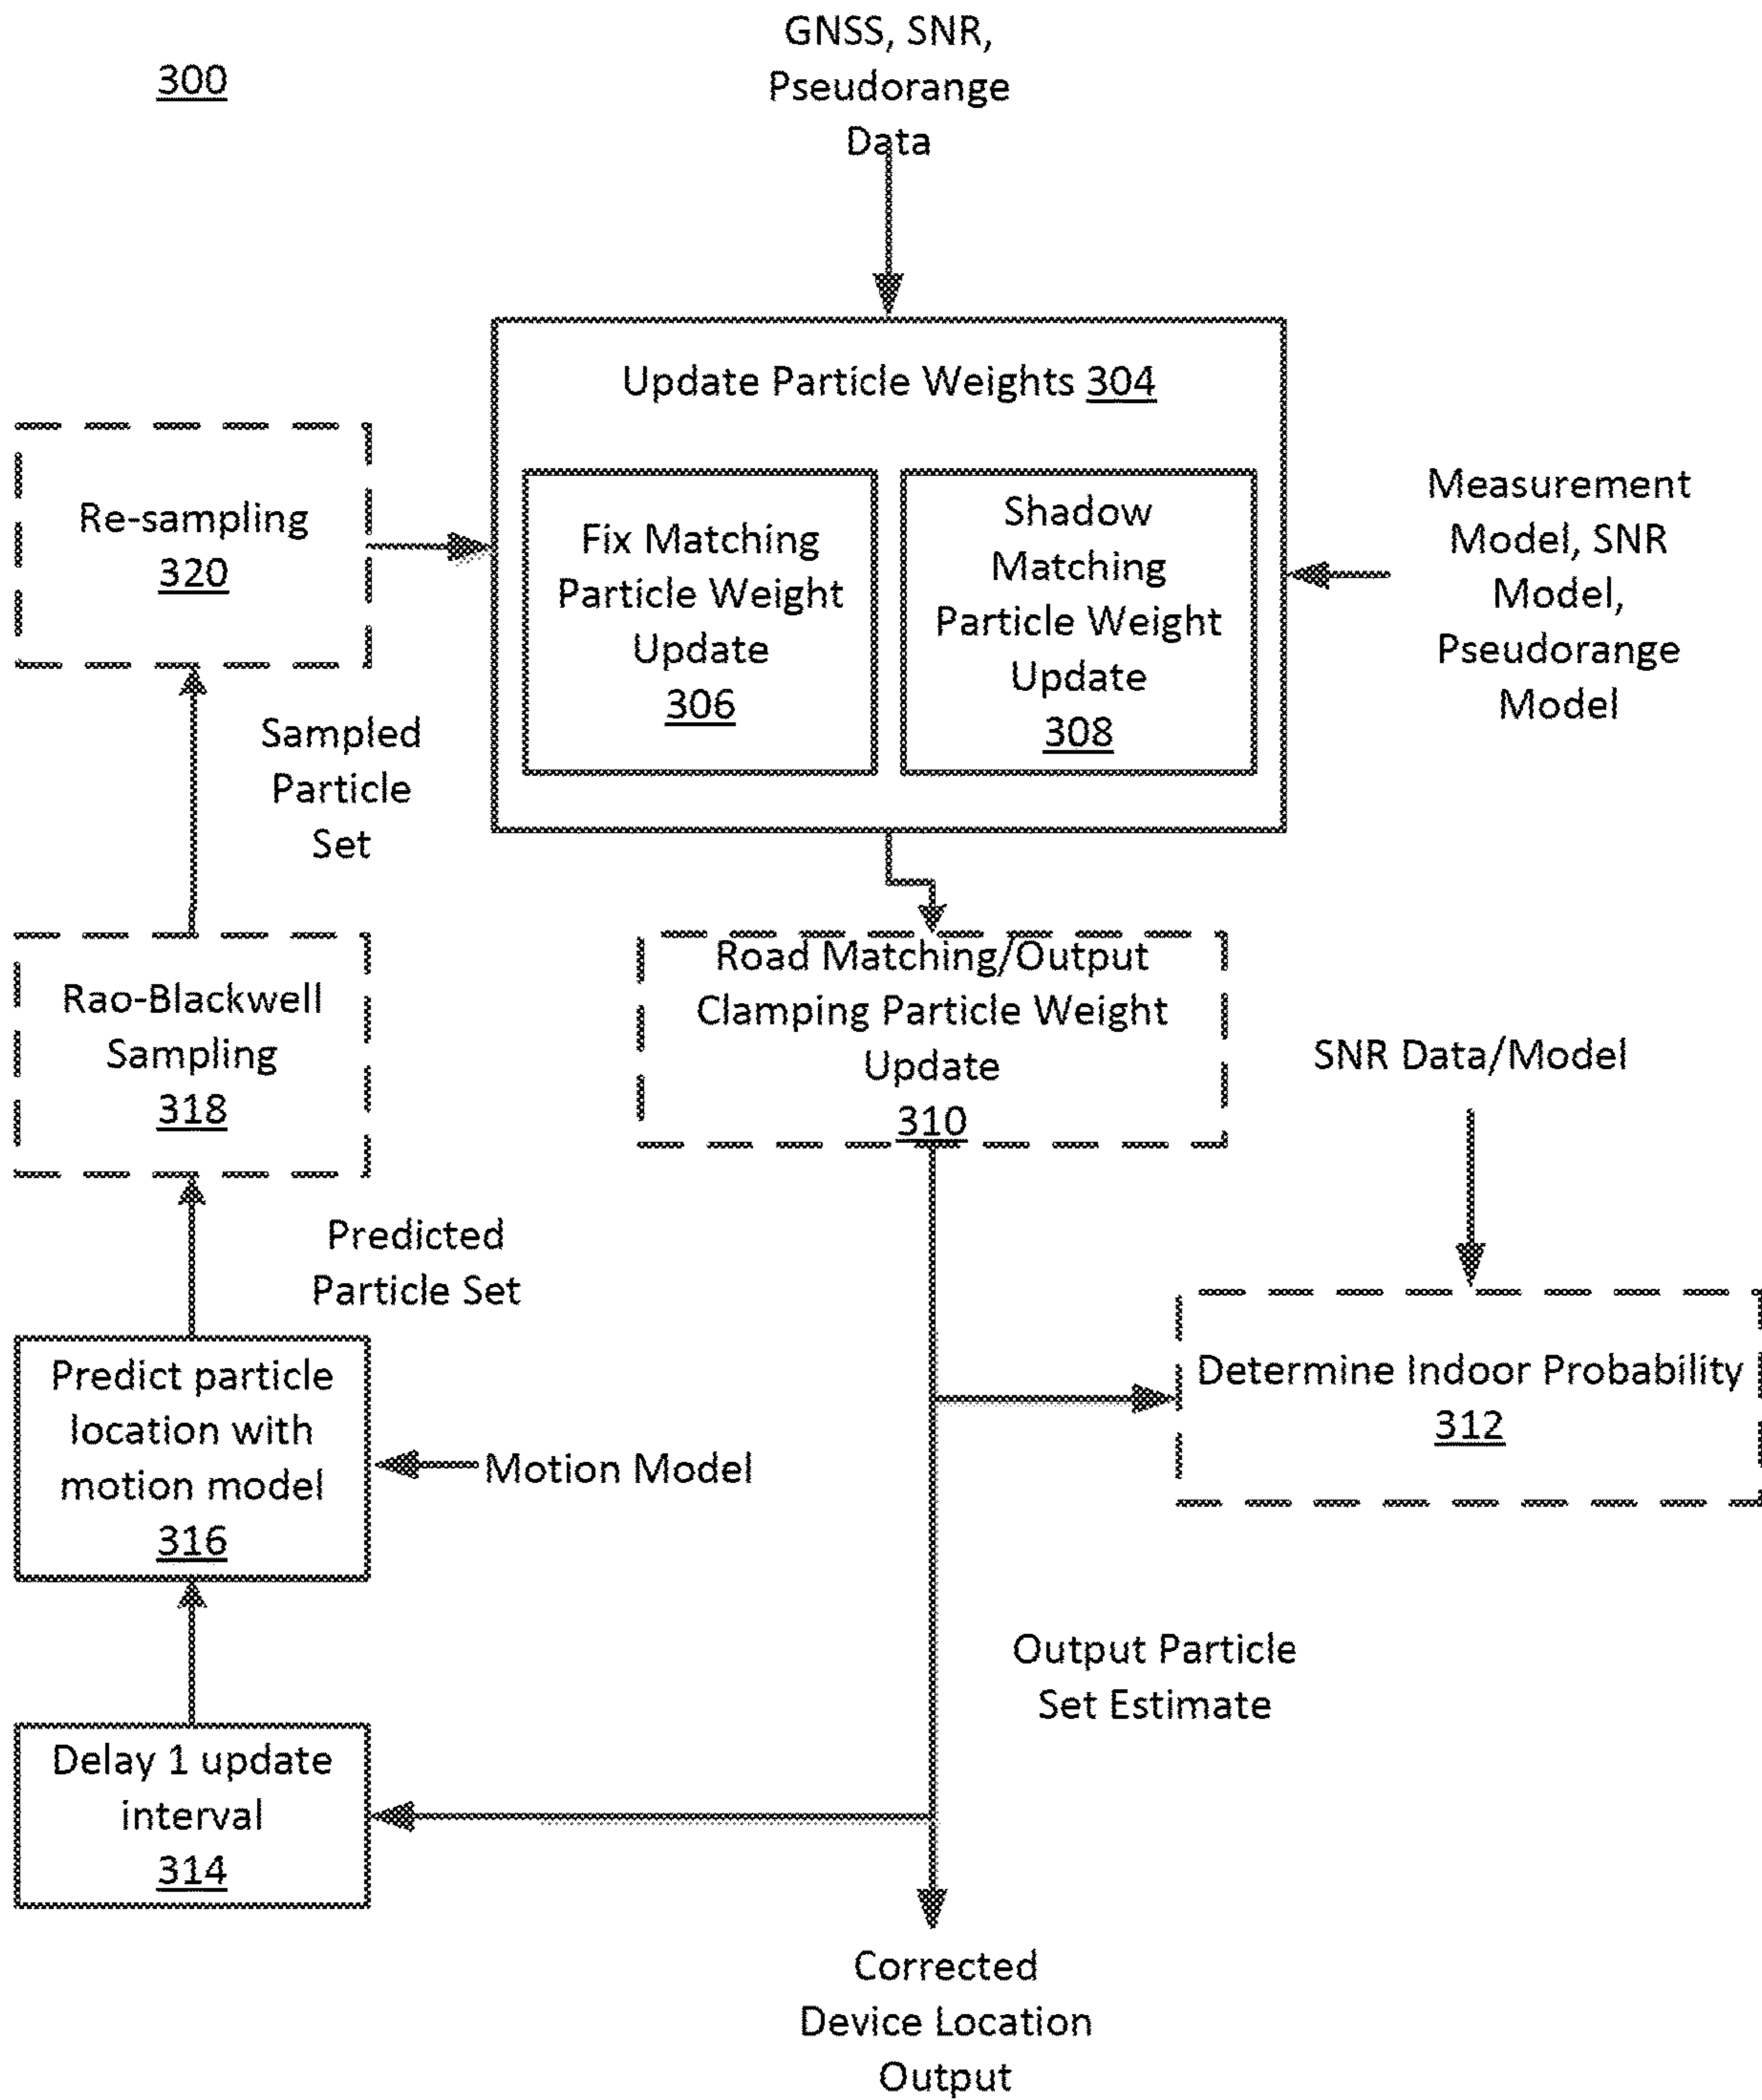 300
GNSS, SNR,
Pseudorange
Data
Update Particle Weights 304
Re-sampling
320
Fix Matching
Particle Weight
Update
306
Shadow
Matching
Particle Weight
Update
308
Measurement
Model, SNR
Model,
Pseudorange
Model
Sampled
Particle
Set
Rao-Blackwell
Sampling
318
Road Matching/Output
Clamping Particle Weight
Update
310
SNR Data/Model
Predicted
Particle Set
Predict particle
location with
motion model
316
Motion Model
Determine Indoor Probability
312
Output Particle
Set Estimate
Delay 1 update
interval
314
Corrected
Device Location
Output